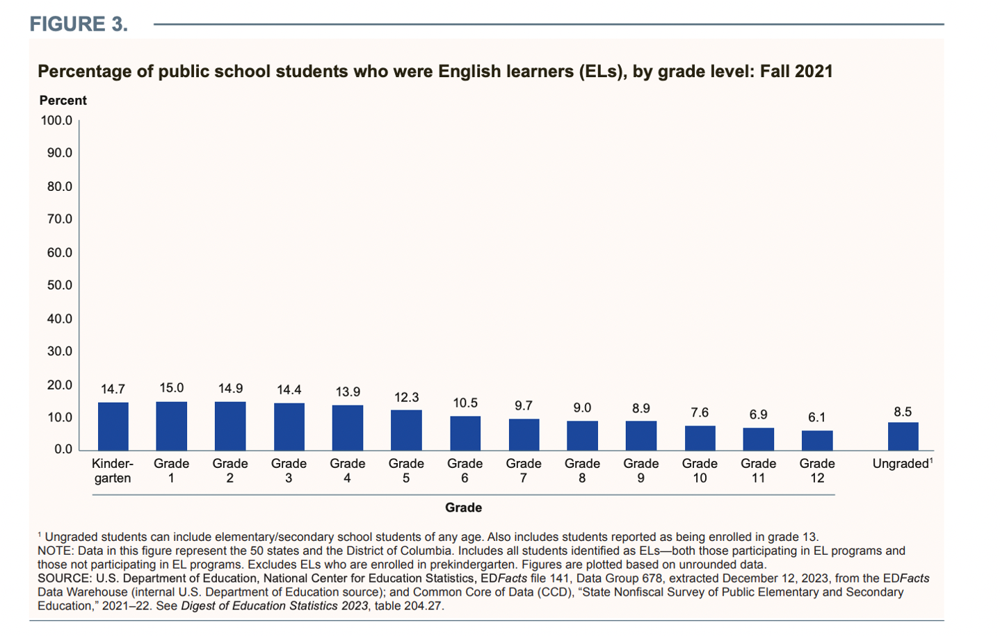 FIGURE 3.
Percentage of public school students who were English learners (ELs), by grade level: Fall 2021
Percent
100.0
90.0
80.0
70.0
60.0
50.0
40.0
30.0
20.0
10.0
0.0
14.7 15.0 14.9 14.4 13.9 12.3 10.5 9.7 9.0 8.9 7.6 6.9 6.1 8.5
Kinder- Grade Grade Grade Grade Grade Grade Grade Grade Grade Grade Grade Grade Ungraded¹
garten 1 2 3 4 5 6 7 8 9 10 11 12
Grade
¹ Ungraded students can include elementary/secondary school students of any age. Also includes students reported as being enrolled in grade 13.
NOTE: Data in this figure represent the 50 states and the District of Columbia. Includes all students identified as ELs—both those participating in EL programs and
those not participating in EL programs. Excludes ELs who are enrolled in prekindergarten. Figures are plotted based on unrounded data.
SOURCE: U.S. Department of Education, National Center for Education Statistics, EDFacts file 141, Data Group 678, extracted December 12, 2023, from the EDFacts
Data Warehouse (internal U.S. Department of Education source); and Common Core of Data (CCD), “State Nonfiscal Survey of Public Elementary and Secondary
Education,” 2021–22. See Digest of Education Statistics 2023, table 204.27.